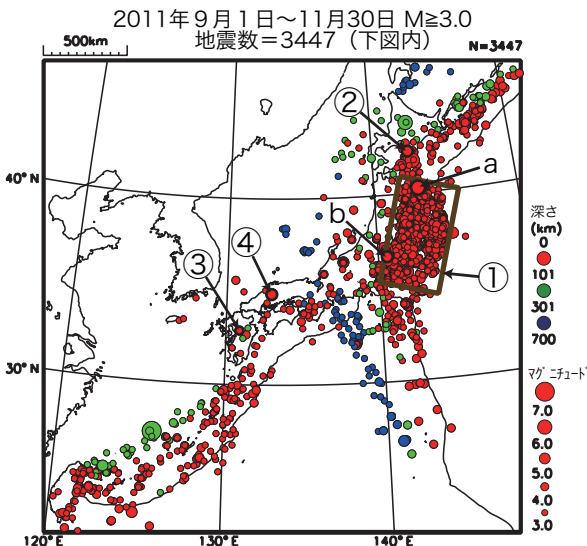 2011年9月1日～11月30日 M≧3.0
地震数＝3447（下図内）
500km
N=3447
②
a
40°N
b
①
④
③
30°N
120°E
130°E
140°E
深さ
(km)
0
101
301
700
マグニチュード
7.0
6.0
5.0
4.0
3.0